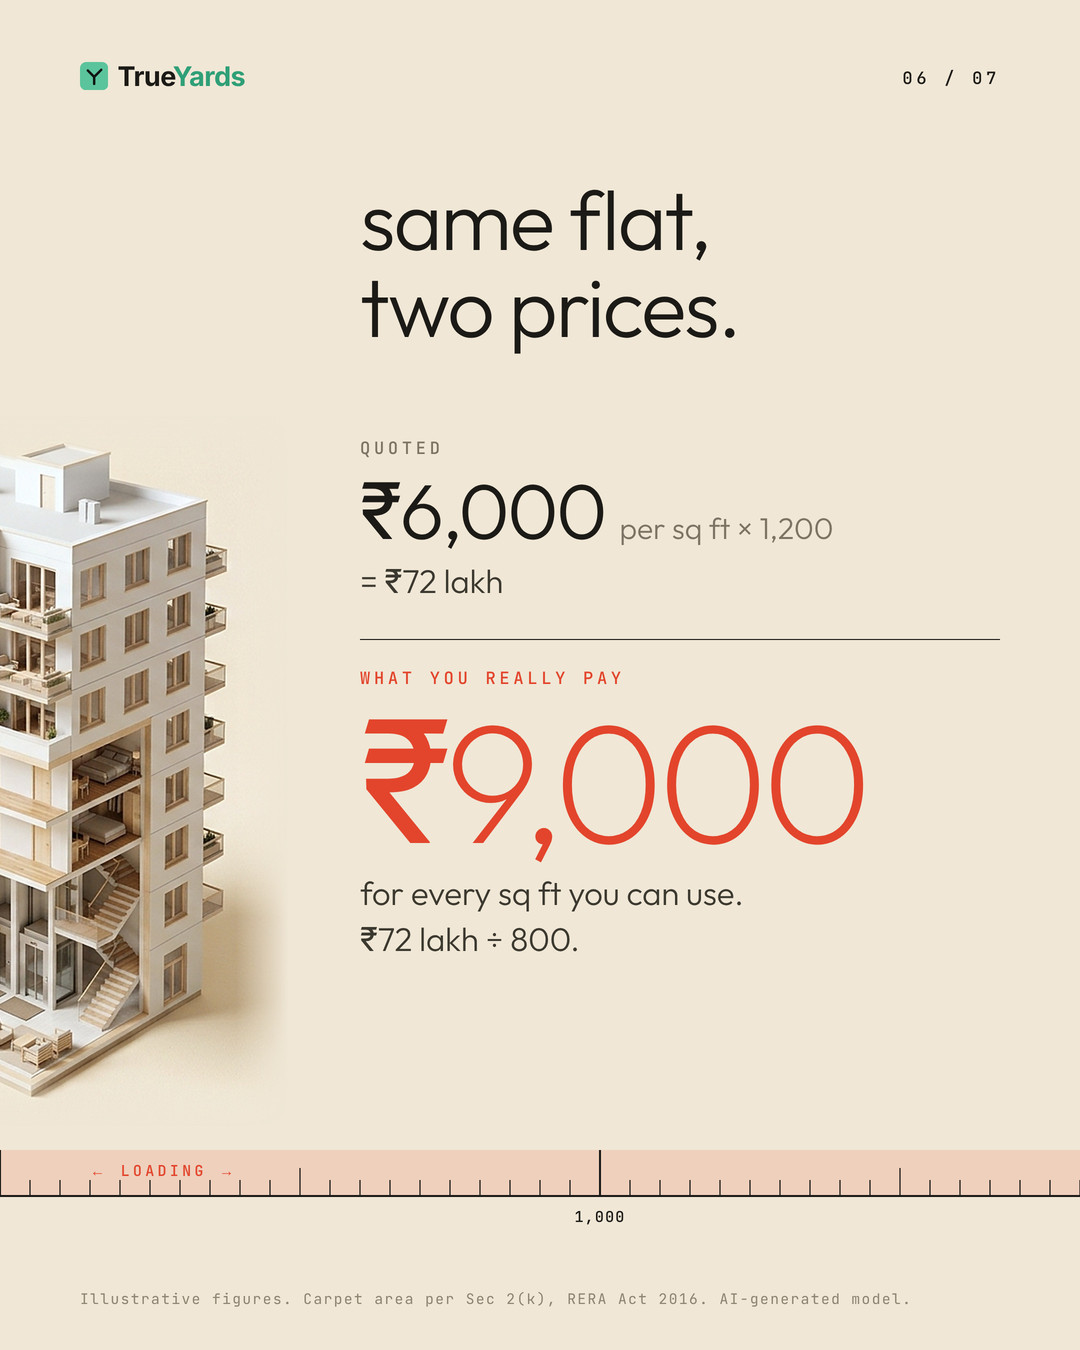 TrueYards
06 / 07
same flat,
two prices.
QUOTED
₹6,000 per sq ft × 1,200
= ₹72 lakh
WHAT YOU REALLY PAY
₹9,000
for every sq ft you can use.
₹72 lakh ÷ 800.
← LOADING →
1,000
Illustrative figures. Carpet area per Sec 2(k), RERA Act 2016. AI-generated model.